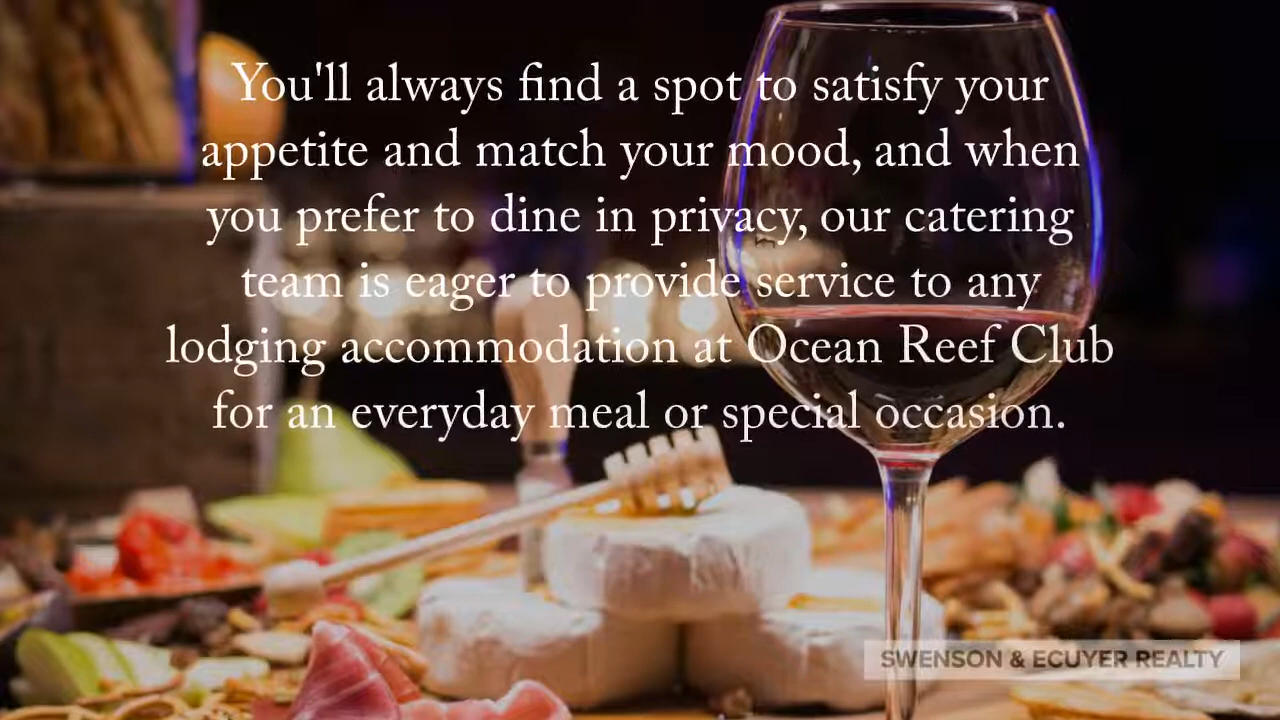 You'll always find a spot to satisfy your
appetite and match your mood, and when
you prefer to dine in privacy, our catering
team is eager to provide service to any
lodging accommodation at Ocean Reef Club
for an everyday meal or special occasion.
SWENSON & ECUYER REALTY